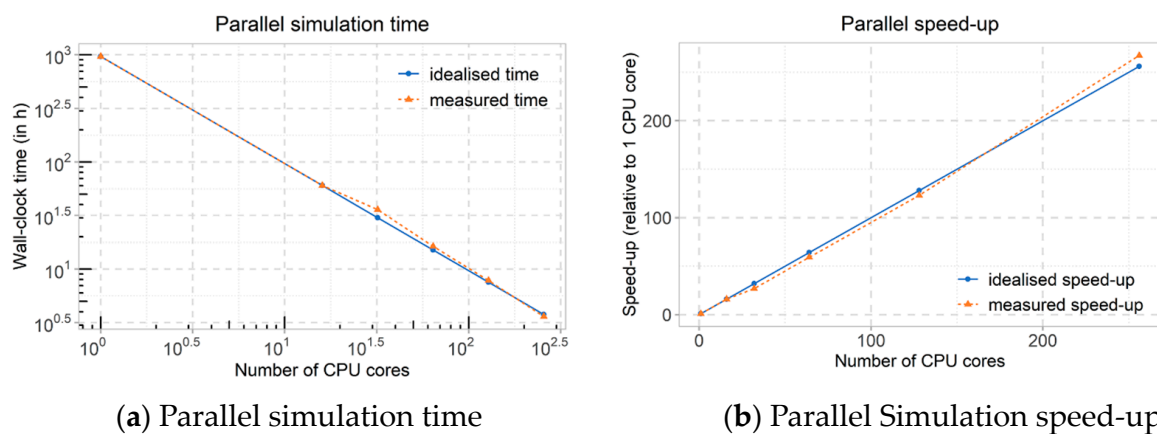 Parallel simulation time
Wall-clock time (in h)
10^3
10^2.5
10^2
10^1.5
10^1
10^0.5
idealised time
measured time
10^0
10^0.5
10^1
10^1.5
10^2
10^2.5
Number of CPU cores
(a) Parallel simulation time
Parallel speed-up
Speed-up (relative to 1 CPU core)
200
100
0
idealised speed-up
measured speed-up
0
100
200
Number of CPU cores
(b) Parallel Simulation speed-up